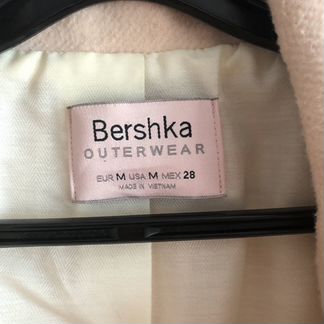 Bershka
OUTERWEAR
EUR M USA M MEX 28
MADE IN VIETNAM